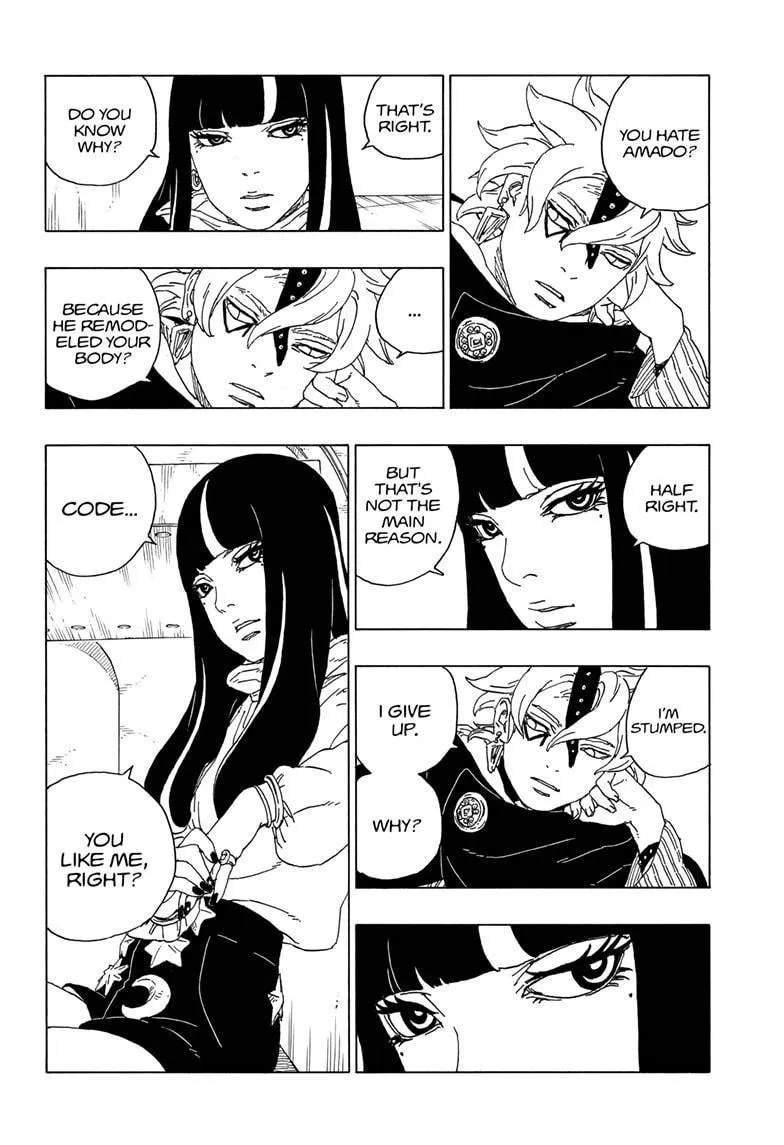 YOU HATE
AMADO?
THAT'S
RIGHT.
DO YOU
KNOW
WHY?
...
BECAUSE
HE REMOD-
ELED YOUR
BODY?
HALF
RIGHT.
BUT
THAT'S
NOT THE
MAIN
REASON.
I'M
STUMPED.
I GIVE
UP.
WHY?
CODE...
YOU
LIKE ME,
RIGHT?